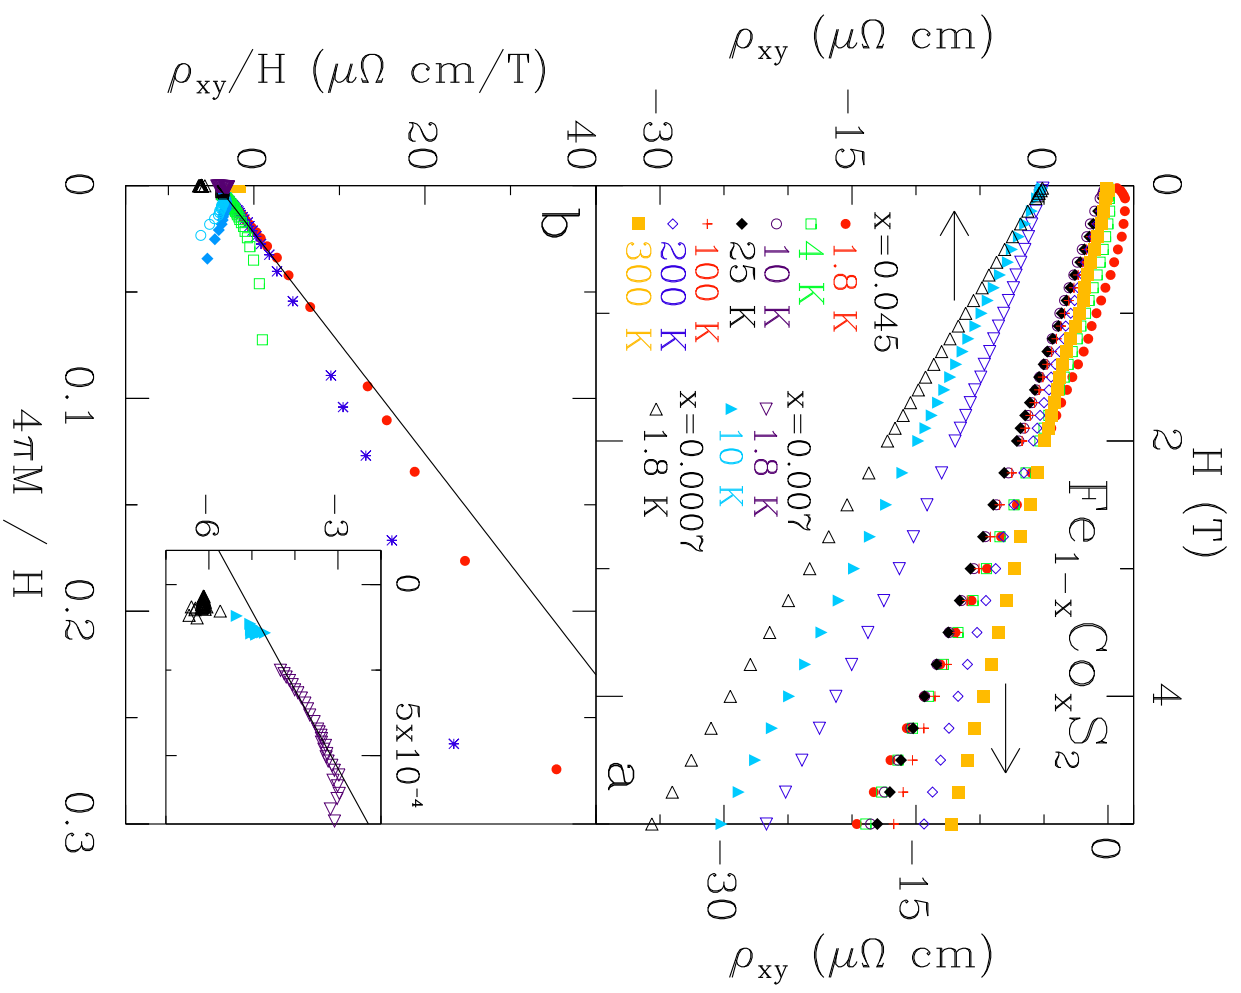 H (T)
0 2 4
Fe₁₋ₓCoₓS₂
a
0
−15
−30
ρxy (μΩ cm)
0
−15
−30
ρxy (μΩ cm)
x=0.045
1.8 K
4 K
10 K
25 K
100 K
200 K
300 K
x=0.007
1.8 K
10 K
x=0.0007
1.8 K
b
40
20
0
ρxy/H (μΩ cm/T)
0 5x10⁻⁴
−3
−6
0 0.1 0.2 0.3
4πM / H